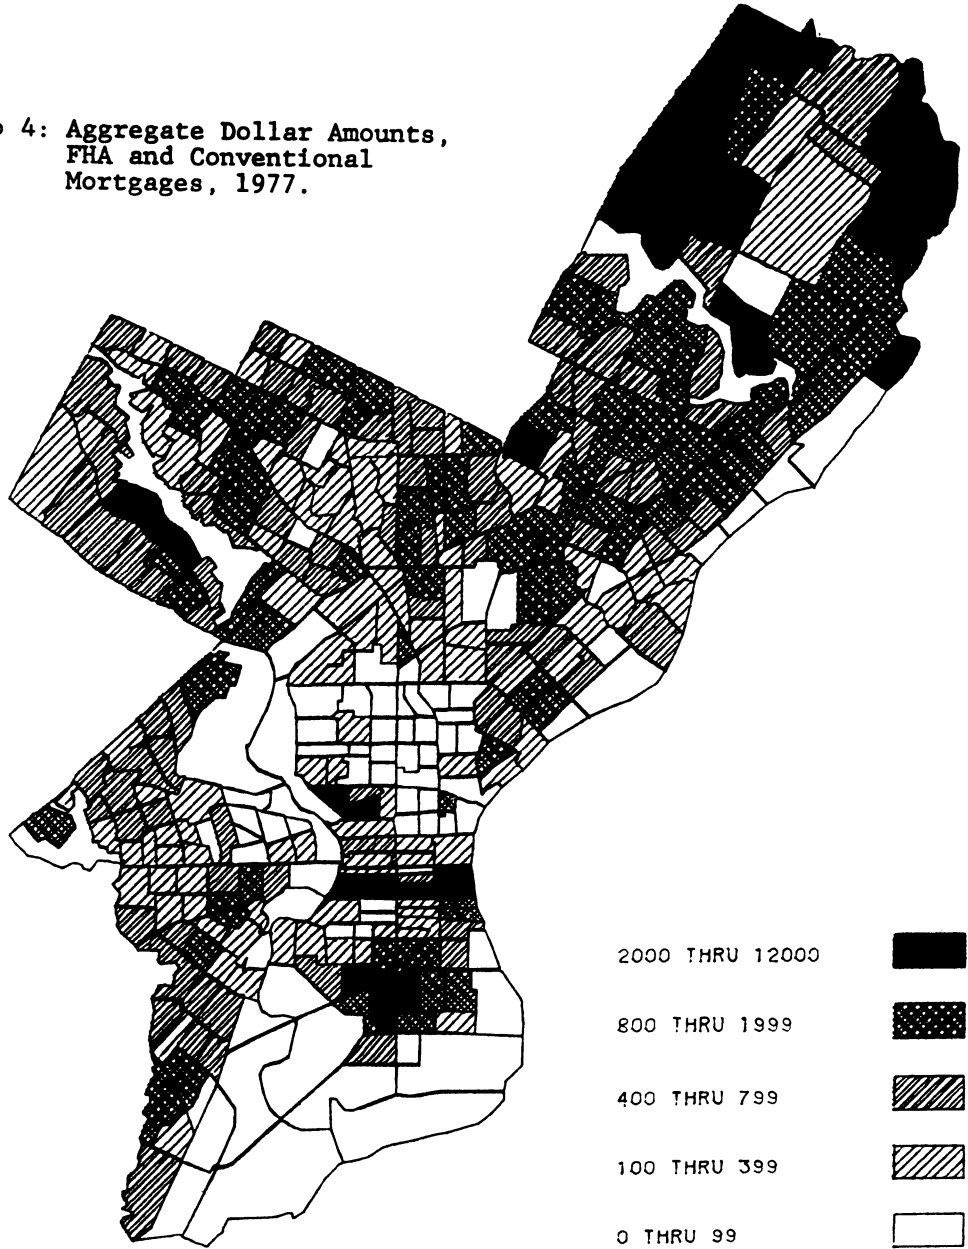 4: Aggregate Dollar Amounts,
FHA and Conventional
Mortgages, 1977.
2000 THRU 12000
800 THRU 1999
400 THRU 799
100 THRU 399
0 THRU 99